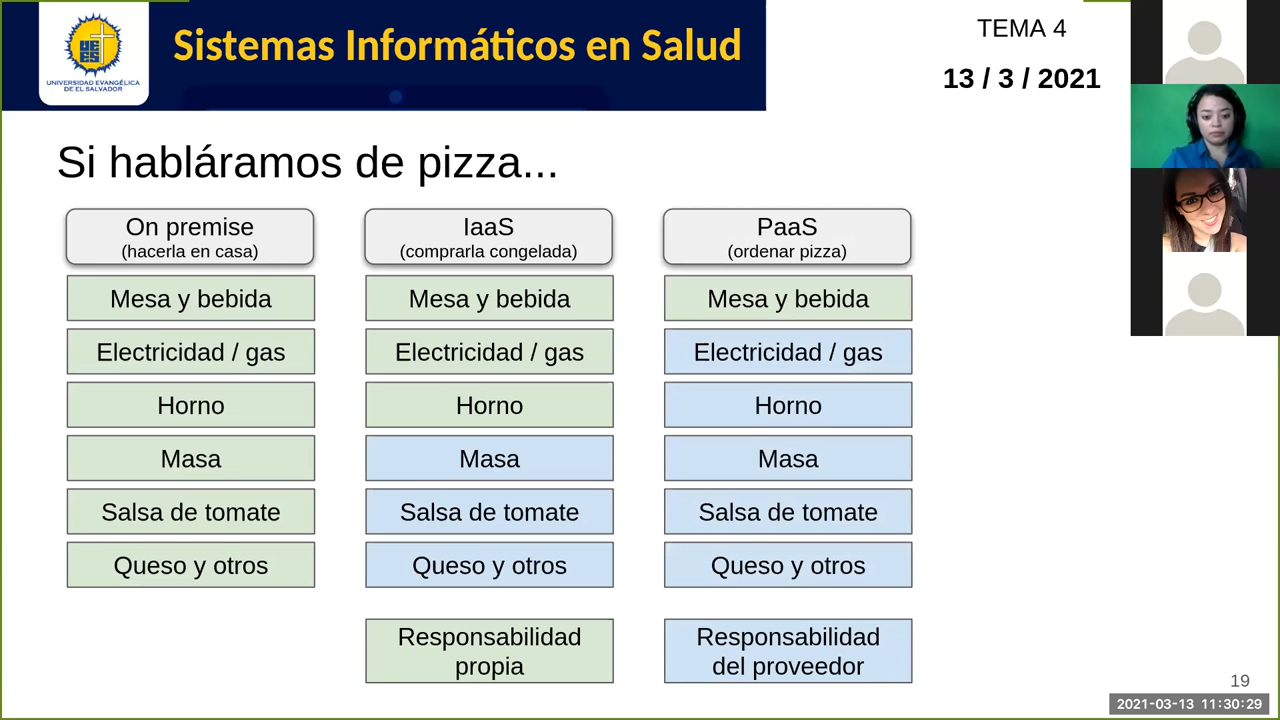 UNIVERSIDAD EVANGÉLICA
DE EL SALVADOR
Sistemas Informáticos en Salud
TEMA 4
13 / 3 / 2021
Si habláramos de pizza...
On premise
(hacerla en casa)
Mesa y bebida
Electricidad / gas
Horno
Masa
Salsa de tomate
Queso y otros
IaaS
(comprarla congelada)
Mesa y bebida
Electricidad / gas
Horno
Masa
Salsa de tomate
Queso y otros
PaaS
(ordenar pizza)
Mesa y bebida
Electricidad / gas
Horno
Masa
Salsa de tomate
Queso y otros
Responsabilidad
propia
Responsabilidad
del proveedor
19
2021-03-13 11:30:29